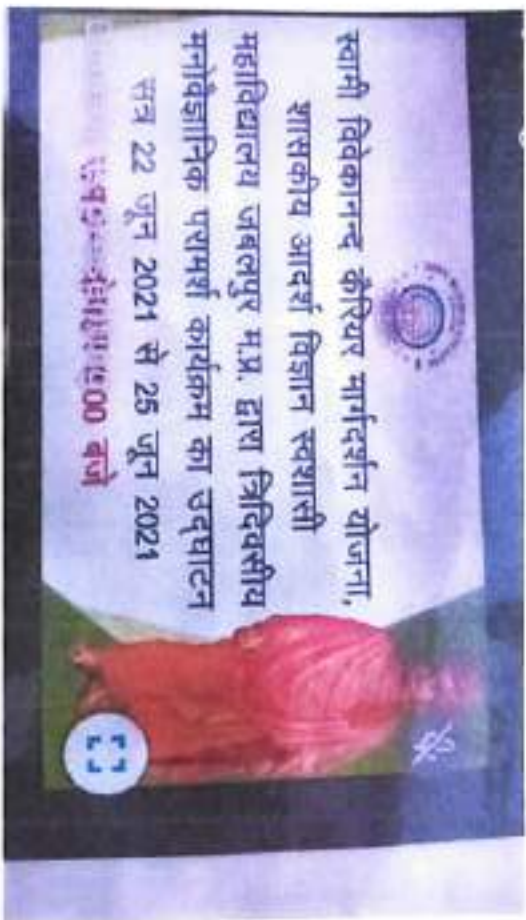 स्वामी विवेकानन्द कैरियर मार्गदर्शन योजना,
शासकीय आदर्श विज्ञान स्वशासी
महाविद्यालय जबलपुर म.प्र. द्वारा त्रिदिवसीय
मनोवैज्ञानिक परामर्श कार्यक्रम का उद्घाटन
सत्र 22 जून 2021 से 25 जून 2021
00 बजे